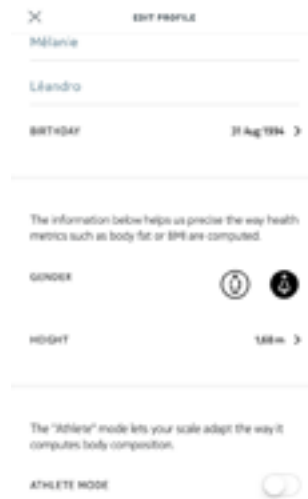 EDIT PROFILE
Mélanie
Léandro
BIRTHDAY
31 Aug 1994
The information below helps us precise the way health
metrics such as body fat or BMI are computed.
GENDER
HEIGHT
1,68 m
The "Athlete" mode lets your scale adapt the way it
computes body composition.
ATHLETE MODE